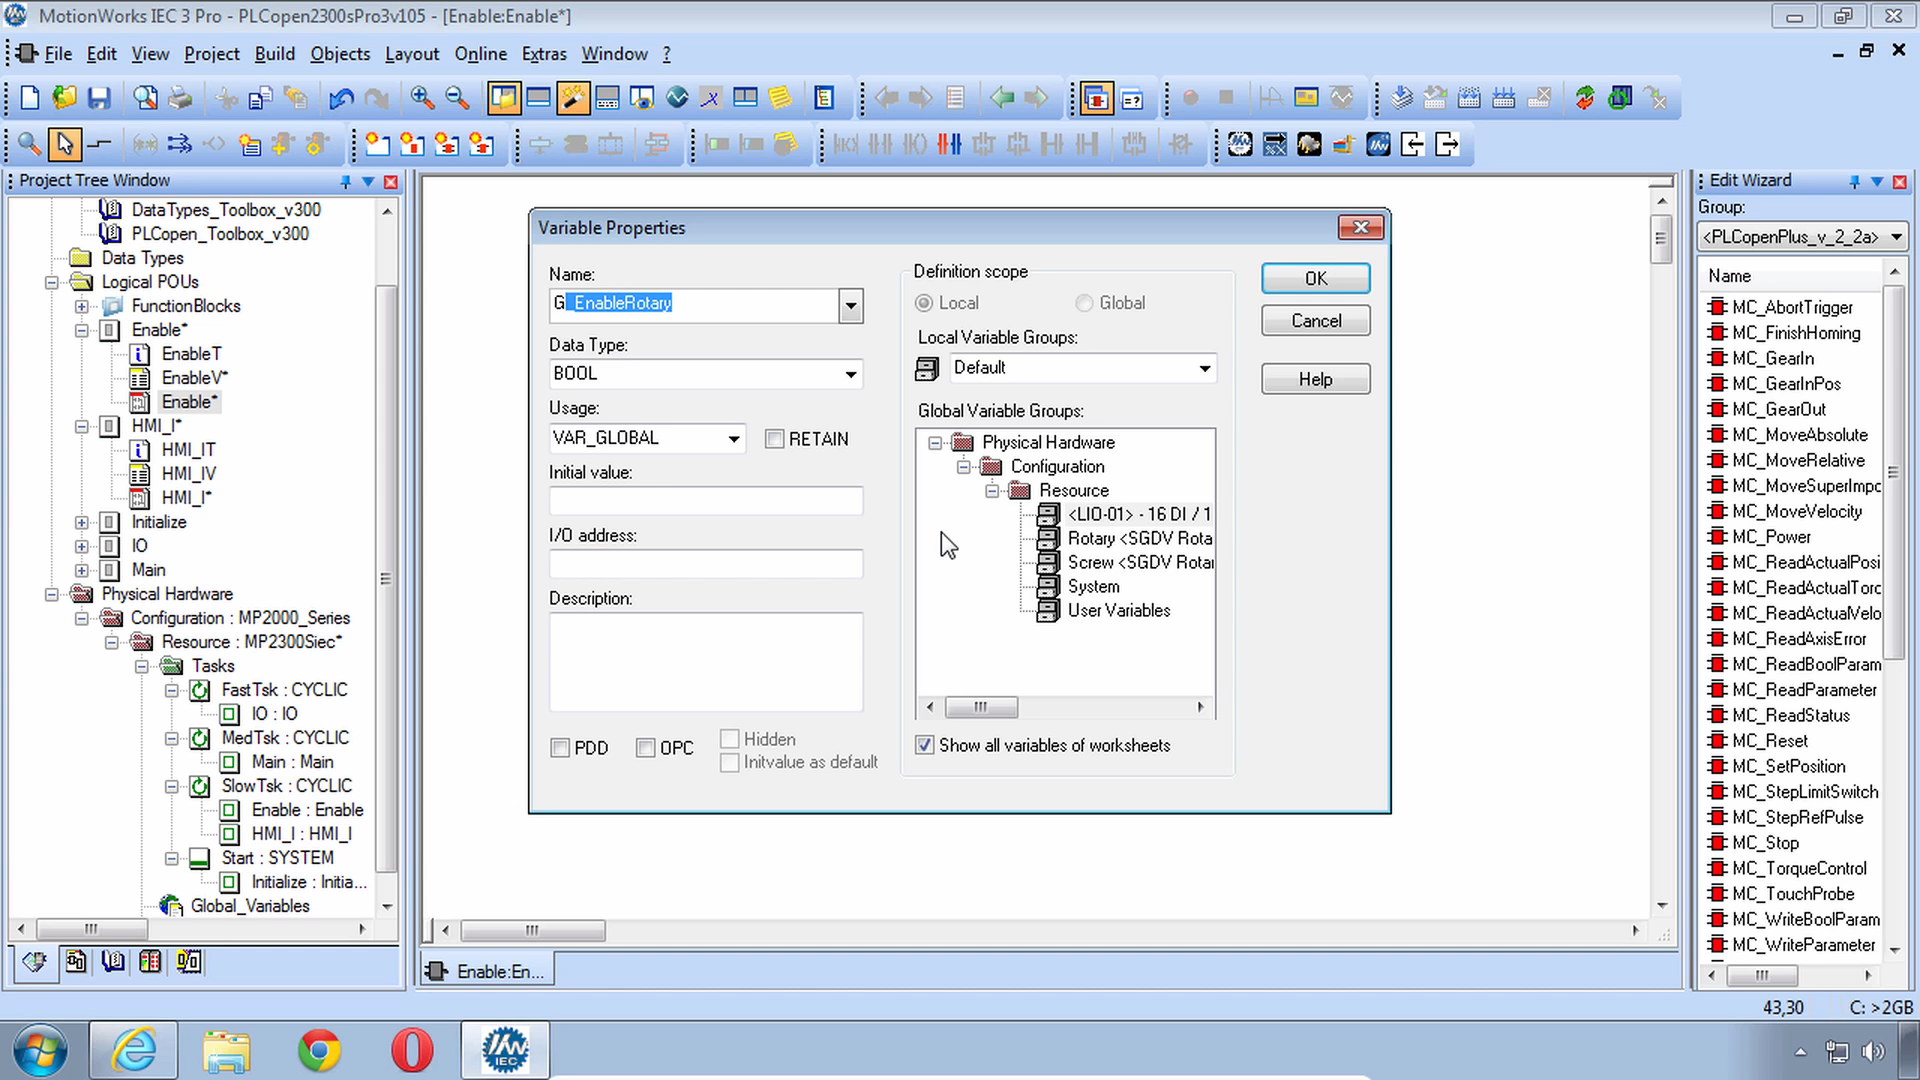 MotionWorks IEC 3 Pro - PLCopen2300sPro3v105 - [Enable:Enable*]
File Edit View Project Build Objects Layout Online Extras Window ?
Project Tree Window
DataTypes_Toolbox_v300
PLCopen_Toolbox_v300
Data Types
Logical POUs
FunctionBlocks
Enable*
EnableT
EnableV*
Enable*
HMI_I*
HMI_IT
HMI_IV
HMI_I*
Initialize
IO
Main
Physical Hardware
Configuration : MP2000_Series
Resource : MP2300Siec*
Tasks
FastTsk : CYCLIC
IO : IO
MedTsk : CYCLIC
Main : Main
SlowTsk : CYCLIC
Enable : Enable
HMI_I : HMI_I
Start : SYSTEM
Initialize : Initia...
Global_Variables
Variable Properties
Name:
G_EnableRotary
Data Type:
BOOL
Usage:
VAR_GLOBAL
RETAIN
Initial value:
I/O address:
Description:
PDD
OPC
Hidden
Initvalue as default
Definition scope
Local
Global
Local Variable Groups:
Default
Global Variable Groups:
Physical Hardware
Configuration
Resource
<LIO-01> - 16 DI / 1
Rotary <SGDV Rota
Screw <SGDV Rotar
System
User Variables
Show all variables of worksheets
OK
Cancel
Help
Enable:En...
Edit Wizard
Group:
<PLCopenPlus_v_2_2a>
Name
MC_AbortTrigger
MC_FinishHoming
MC_GearIn
MC_GearInPos
MC_GearOut
MC_MoveAbsolute
MC_MoveRelative
MC_MoveSuperImpo
MC_MoveVelocity
MC_Power
MC_ReadActualPosi
MC_ReadActualTorc
MC_ReadActualVelo
MC_ReadAxisError
MC_ReadBoolParam
MC_ReadParameter
MC_ReadStatus
MC_Reset
MC_SetPosition
MC_StepLimitSwitch
MC_StepRefPulse
MC_Stop
MC_TorqueControl
MC_TouchProbe
MC_WriteBoolParam
MC_WriteParameter
43,30
C: >2GB
IEC